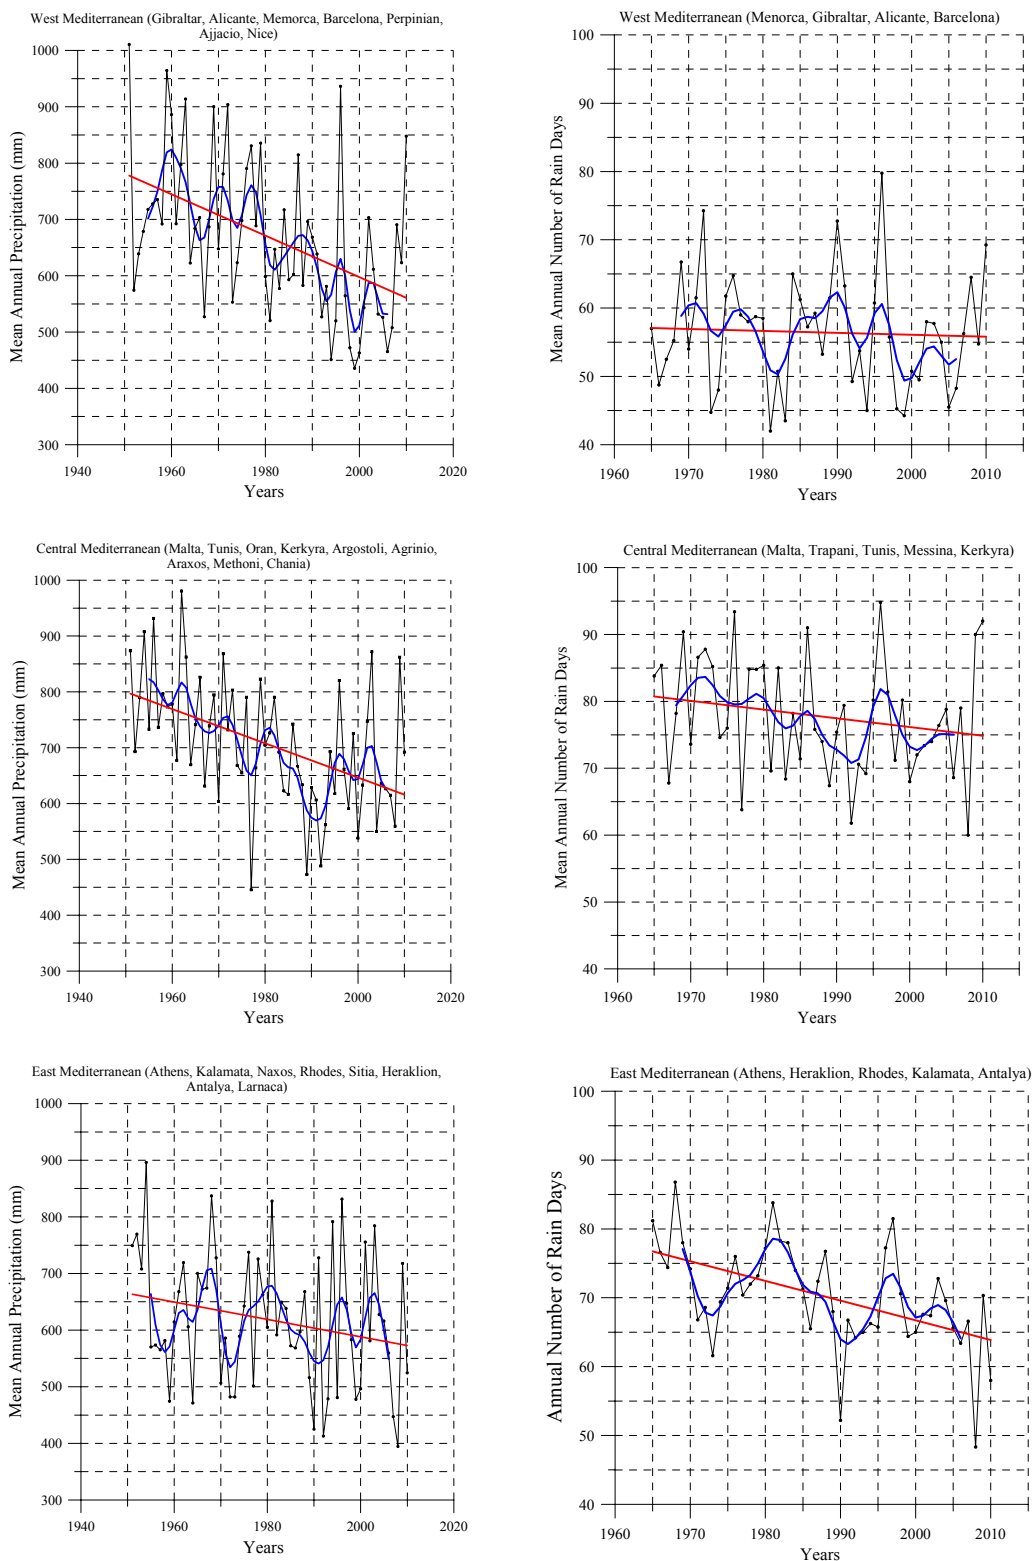 West Mediterranean (Gibraltar, Alicante, Memorca, Barcelona, Perpinian,
Ajjacio, Nice)
1000
900
800
700
600
500
400
300
Mean Annual Precipitation (mm)
1940 1960 1980 2000 2020
Years
West Mediterranean (Menorca, Gibraltar, Alicante, Barcelona)
100
90
80
70
60
50
40
Mean Annual Number of Rain Days
1960 1970 1980 1990 2000 2010
Years
Central Mediterranean (Malta, Tunis, Oran, Kerkyra, Argostoli, Agrinio,
Araxos, Methoni, Chania)
1000
900
800
700
600
500
400
300
Mean Annual Precipitation (mm)
1940 1960 1980 2000 2020
Years
Central Mediterranean (Malta, Trapani, Tunis, Messina, Kerkyra)
100
90
80
70
60
50
40
Mean Annual Number of Rain Days
1960 1970 1980 1990 2000 2010
Years
East Mediterranean (Athens, Kalamata, Naxos, Rhodes, Sitia, Heraklion,
Antalya, Larnaca)
1000
900
800
700
600
500
400
300
Mean Annual Precipitation (mm)
1940 1960 1980 2000 2020
Years
East Mediterranean (Athens, Heraklion, Rhodes, Kalamata, Antalya)
100
90
80
70
60
50
40
Annual Number of Rain Days
1960 1970 1980 1990 2000 2010
Years